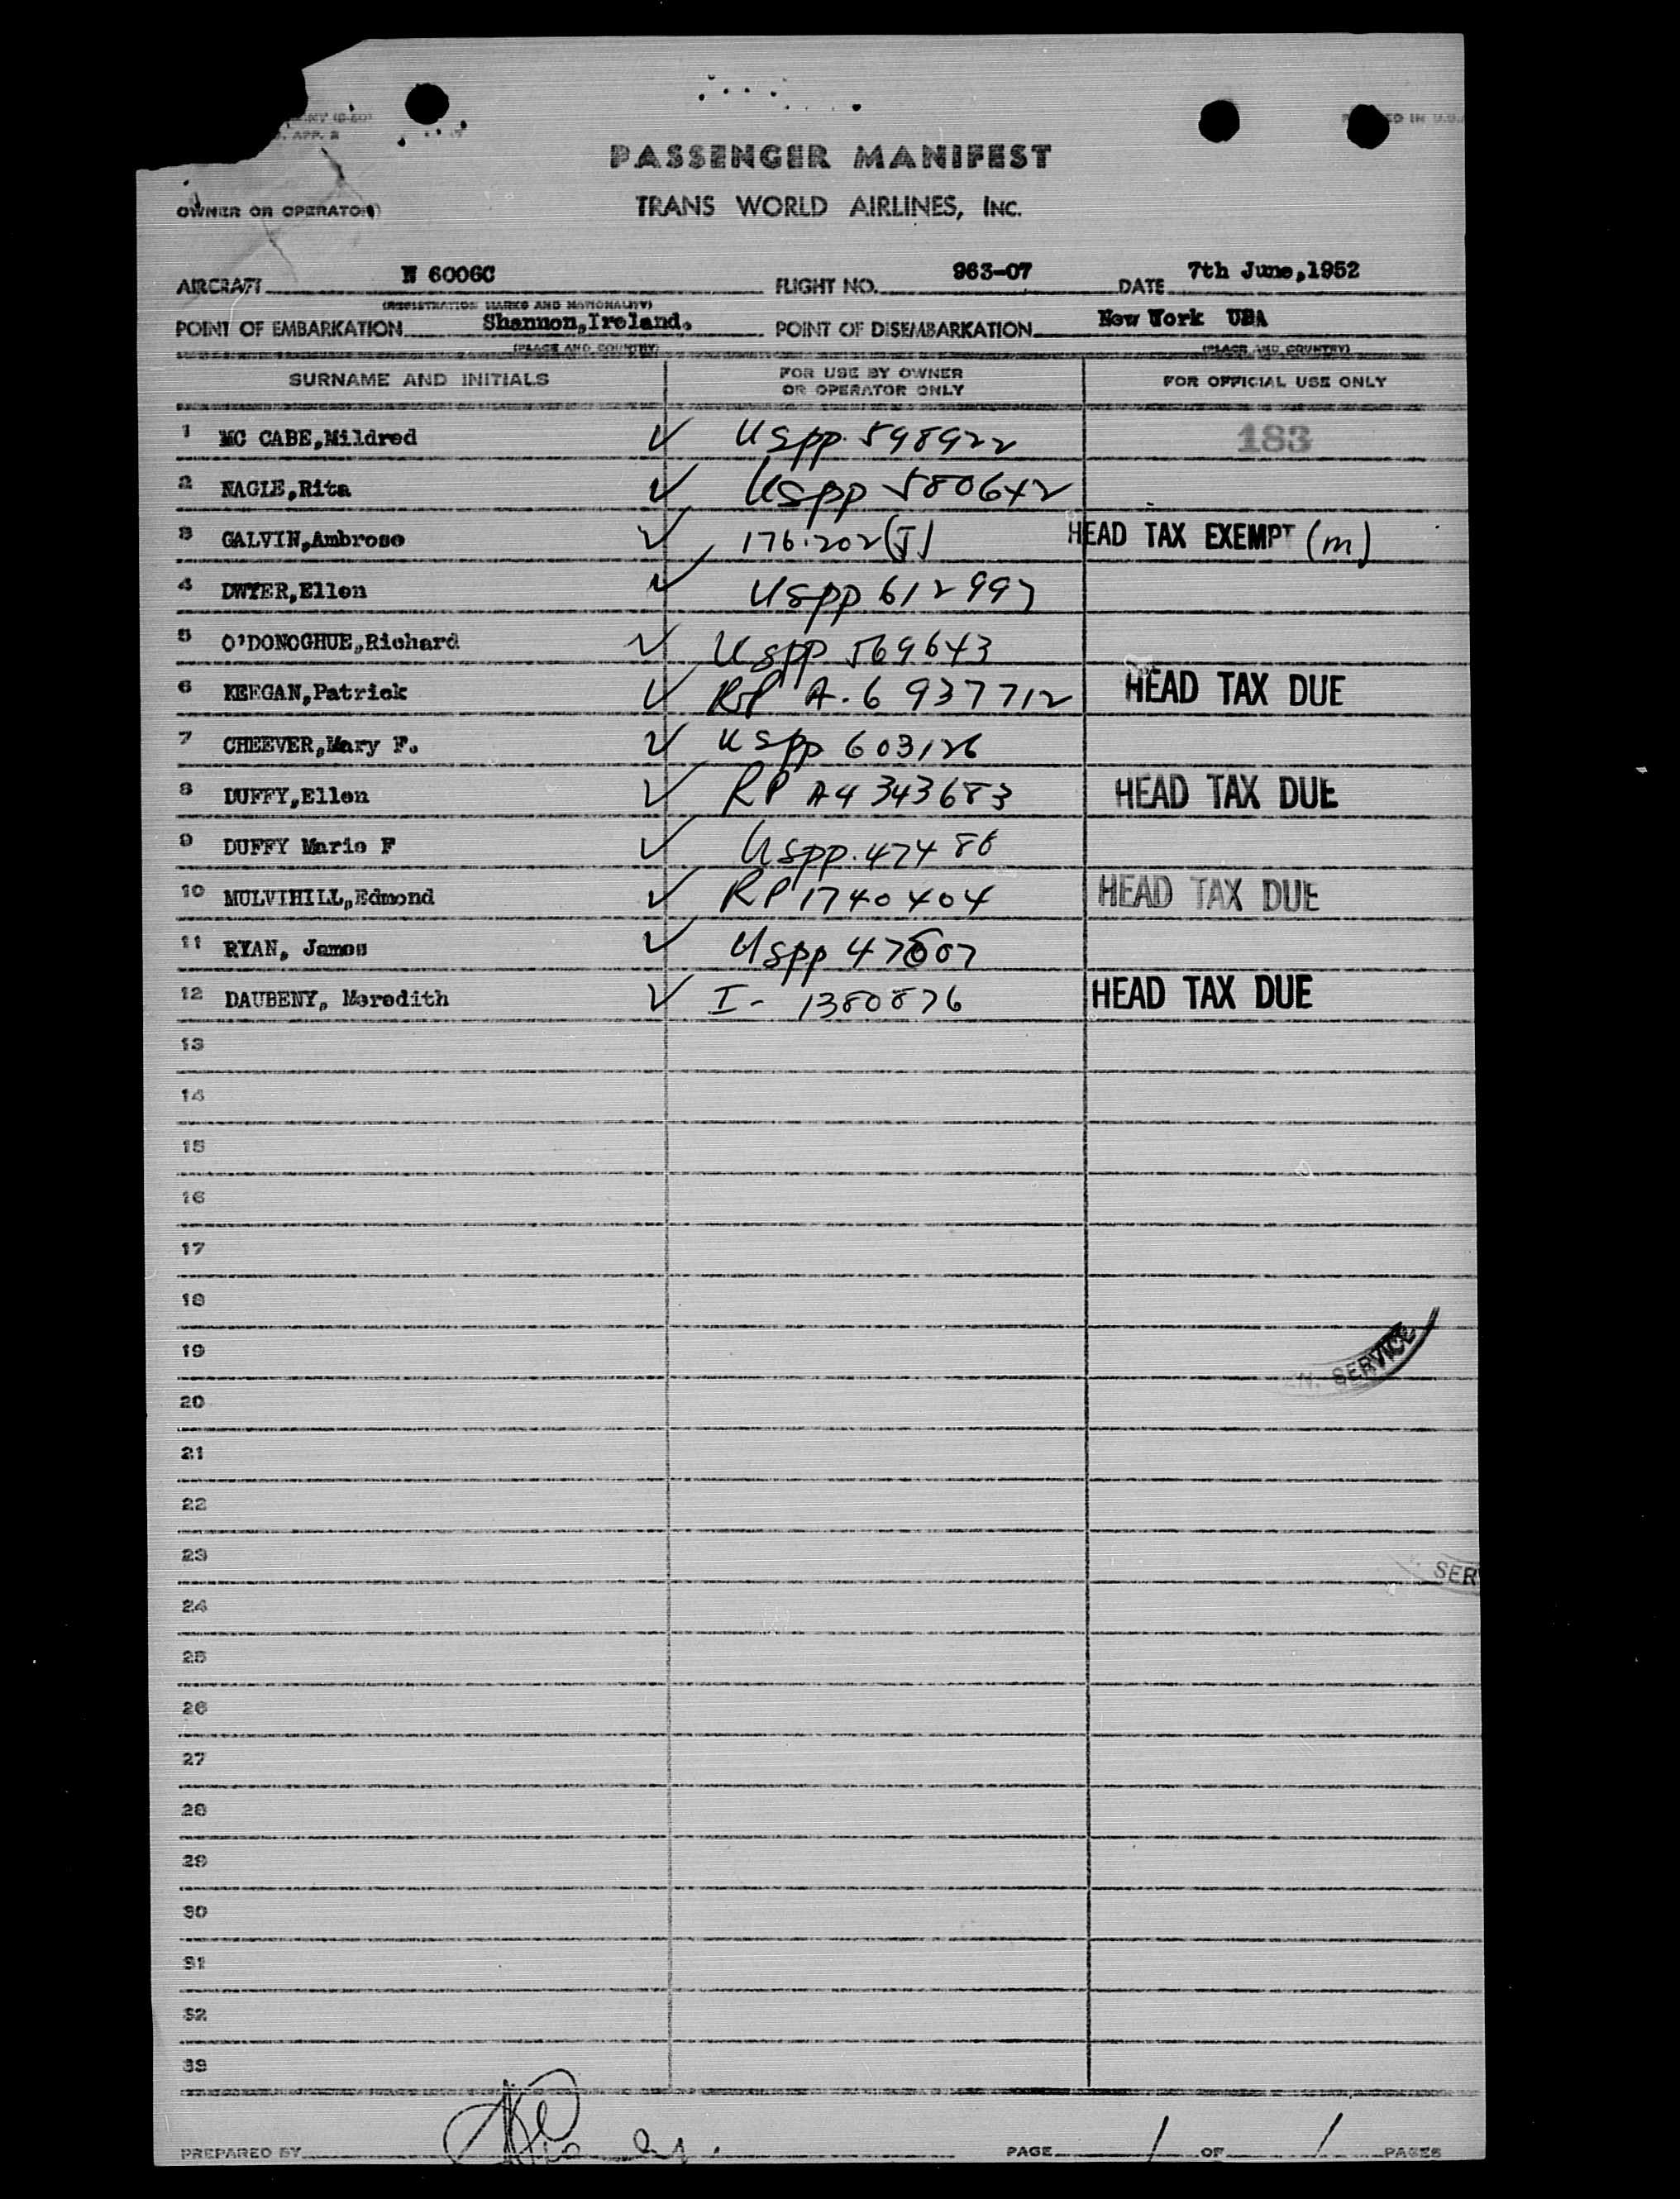 APP. 2
PASSENGER MANIFEST
OWNER OR OPERATOR)
TRANS WORLD AIRLINES, INC.
AIRCRAFT N 6006C FLIGHT NO. 963-07 DATE 7th June,1952
(REGISTRATION MARKS AND NATIONALITY)
POINT OF EMBARKATION Shannon,Ireland. POINT OF DISEMBARKATION New York USA
(PLACE AND COUNTRY) (PLACE AND COUNTRY)
SURNAME AND INITIALS FOR USE BY OWNER OR OPERATOR ONLY FOR OFFICIAL USE ONLY
1 MC CABE,Mildred ✓ USpp. 598922 183
2 NAGLE,Rita ✓ USpp 580642
3 GALVIN,Ambrose ✓ 176.202(J) HEAD TAX EXEMPT (m)
4 DWYER,Ellen ✓ USpp 612997
5 O'DONOGHUE,Richard ✓ USpp 569643
6 KEEGAN,Patrick ✓ RP A-6 937712 HEAD TAX DUE
7 CHEEVER,Mary F. ✓ USpp 603126
8 DUFFY,Ellen ✓ RP A4 343683 HEAD TAX DUE
9 DUFFY Marie F ✓ USpp. 47486
10 MULVIHILL,Edmond ✓ RP 1740404 HEAD TAX DUE
11 RYAN, James ✓ USpp
12 DAUBENY, Meredith ✓ I- 1380876 HEAD TAX DUE
13
14
15
16
17
18
19
SERVICE
20
21
22
23
SER
24
25
26
27
28
29
30
31
32
33
PREPARED BY PAGE 1 OF 1 PAGES